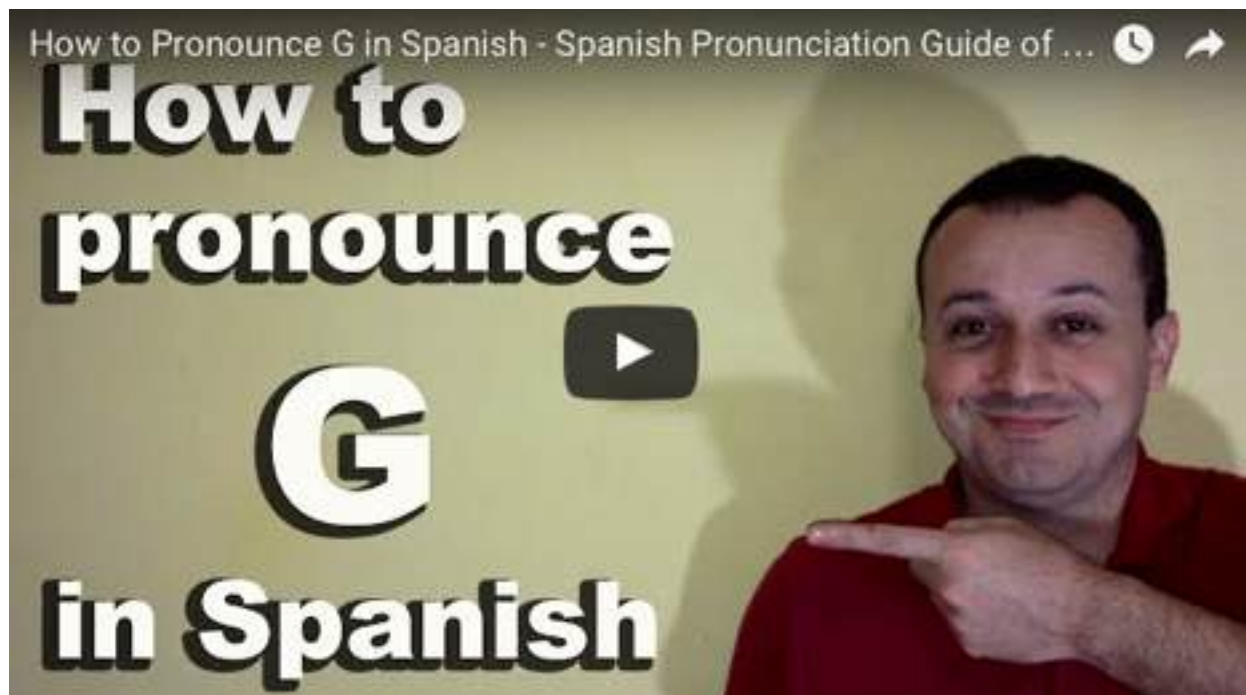 How to Pronounce G in Spanish - Spanish Pronunciation Guide of ...
How to
pronounce
G
in Spanish